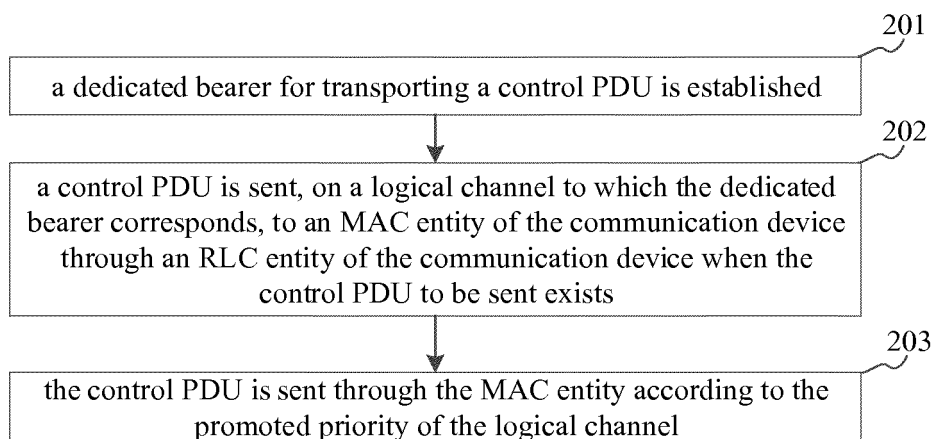 201
a dedicated bearer for transporting a control PDU is established
202
a control PDU is sent, on a logical channel to which the dedicated
bearer corresponds, to an MAC entity of the communication device
through an RLC entity of the communication device when the
control PDU to be sent exists
203
the control PDU is sent through the MAC entity according to the
promoted priority of the logical channel